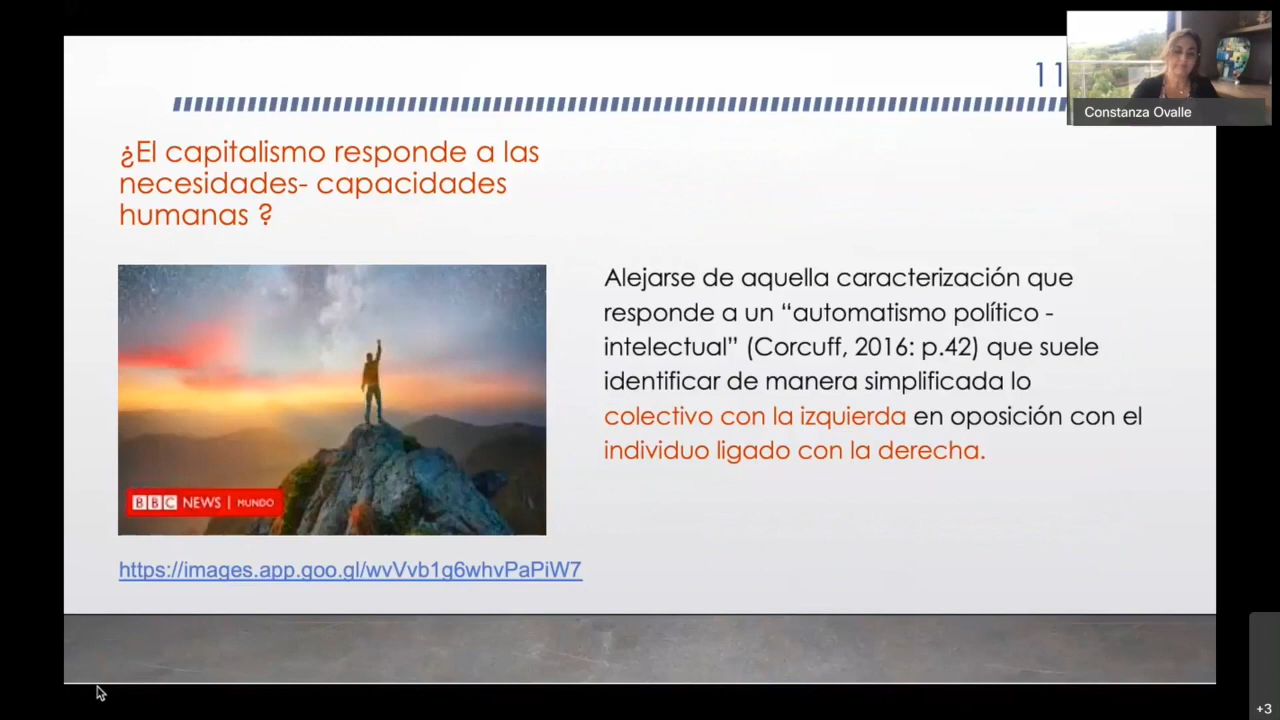 11
Constanza Ovalle
¿El capitalismo responde a las
necesidades- capacidades
humanas ?
Alejarse de aquella caracterización que
responde a un “automatismo político -
intelectual” (Corcuff, 2016: p.42) que suele
identificar de manera simplificada lo
colectivo con la izquierda en oposición con el
individuo ligado con la derecha.
BBC NEWS | MUNDO
https://images.app.goo.gl/wvVvb1g6whvPaPiW7
+3